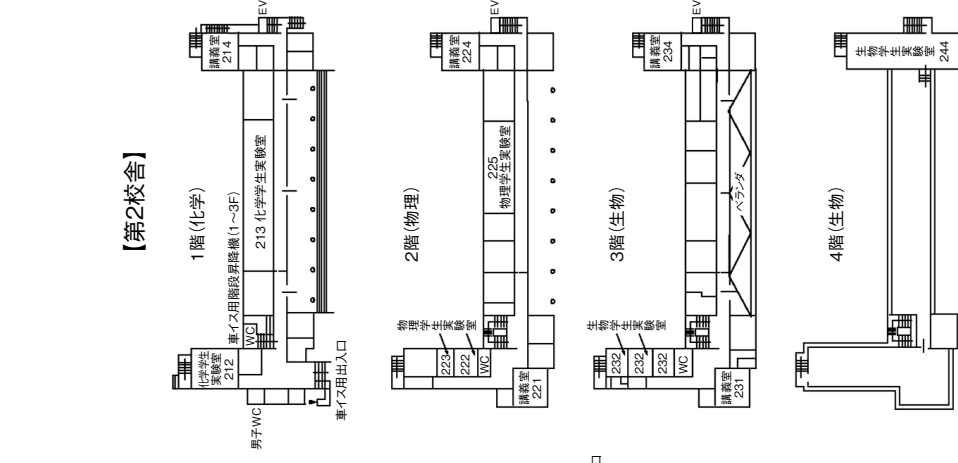 【第2校舎】
1階(化学)
EV
講義室
214
車イス用階段昇降機(1～3F)
213 化学学生実験室
WC
化学学生
実験室
212
男子WC
車イス用出入口
2階(物理)
EV
講義室
224
225
物理学生実験室
物理学生実験室
223
222
WC
講義室
221
3階(生物)
EV
講義室
234
ベランダ
生物学生実験室
232
232
232
WC
講義室
231
4階(生物)
生物学生実験室
244
口